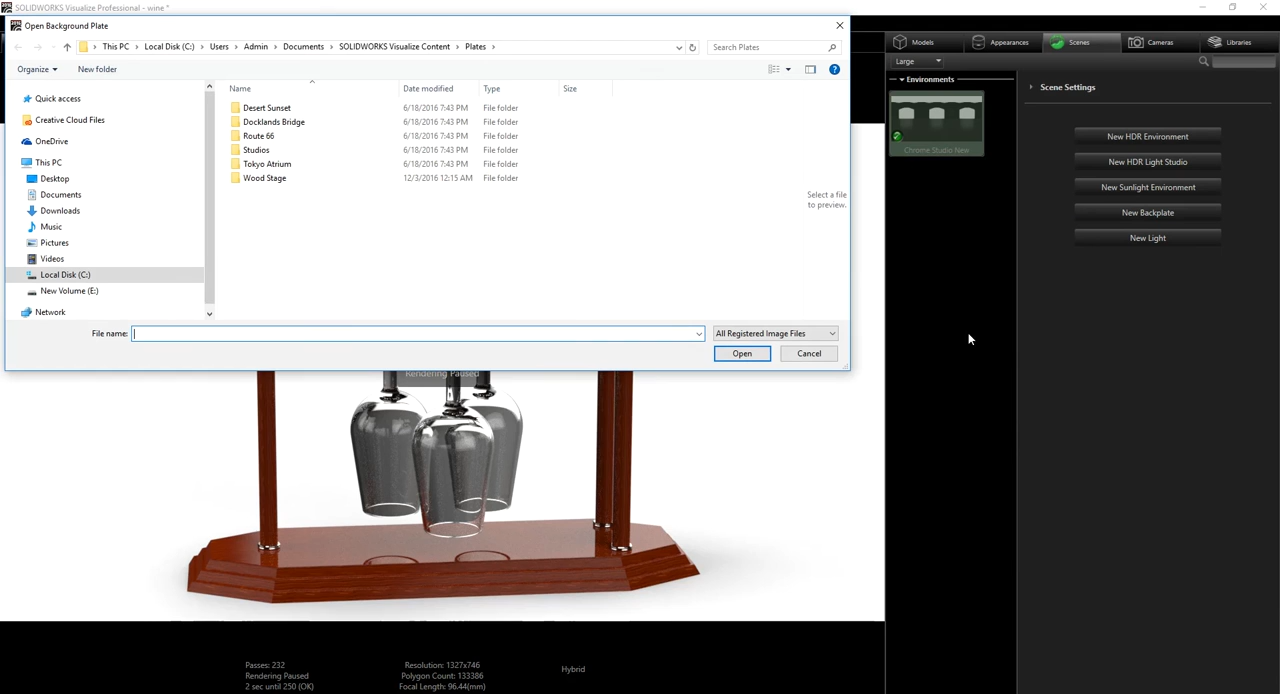 SOLIDWORKS Visualize Professional - wine *
Open Background Plate
This PC > Local Disk (C:) > Users > Admin > Documents > SOLIDWORKS Visualize Content > Plates >
Search Plates
Organize
New folder
Name
Date modified
Type
Size
Quick access
Creative Cloud Files
OneDrive
This PC
Desktop
Documents
Downloads
Music
Pictures
Videos
Local Disk (C:)
New Volume (E:)
Network
Desert Sunset 6/18/2016 7:43 PM File folder
Docklands Bridge 6/18/2016 7:43 PM File folder
Route 66 6/18/2016 7:43 PM File folder
Studios 6/18/2016 7:43 PM File folder
Tokyo Atrium 6/18/2016 7:43 PM File folder
Wood Stage 12/3/2016 12:15 AM File folder
Select a file
to preview.
File name:
All Registered Image Files
Open
Cancel
Rendering Paused
Models
Appearances
Scenes
Cameras
Libraries
Large
Environments
Chrome Studio New
Scene Settings
New HDR Environment
New HDR Light Studio
New Sunlight Environment
New Backplate
New Light
Passes: 232
Rendering Paused
2 sec until 250 (OK)
Resolution: 1327x746
Polygon Count: 133386
Focal Length: 96.44(mm)
Hybrid